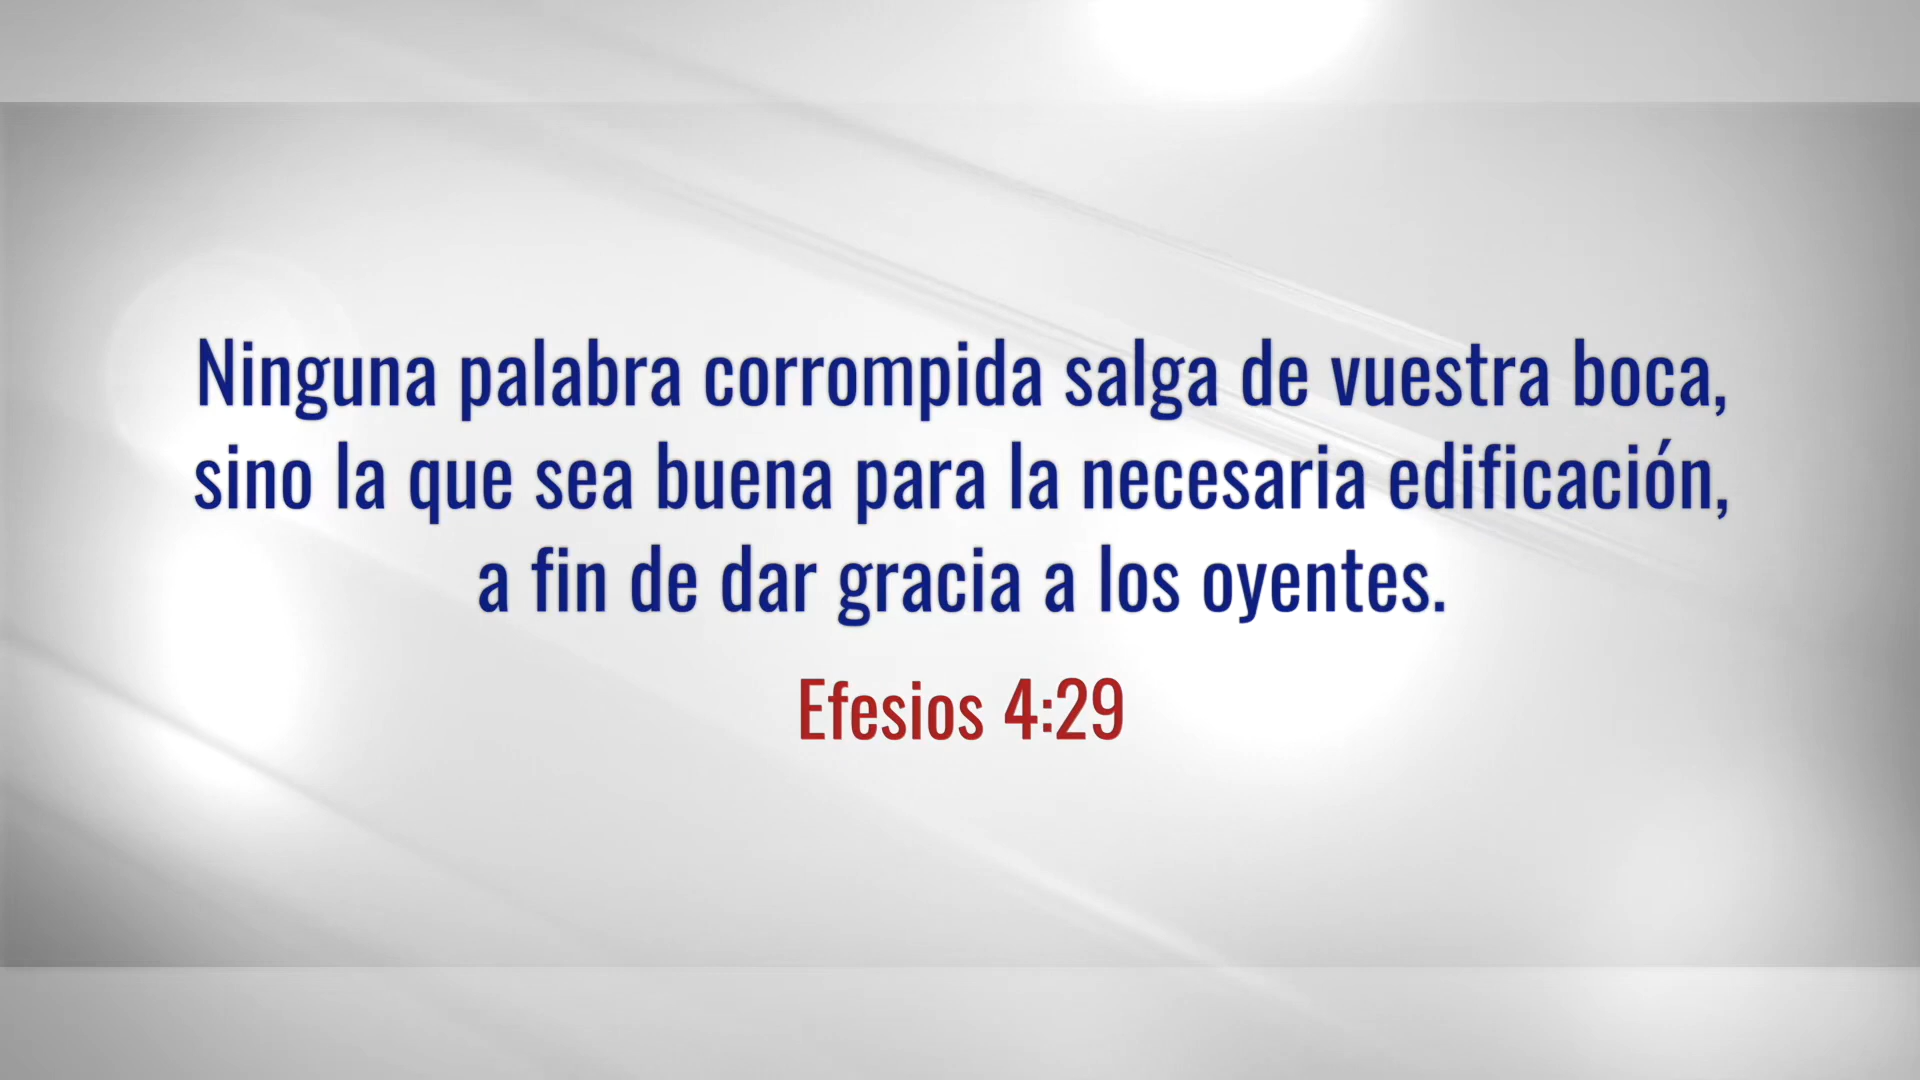 Ninguna palabra corrompida salga de vuestra boca,
sino la que sea buena para la necesaria edificación,
a fin de dar gracia a los oyentes.
Efesios 4:29